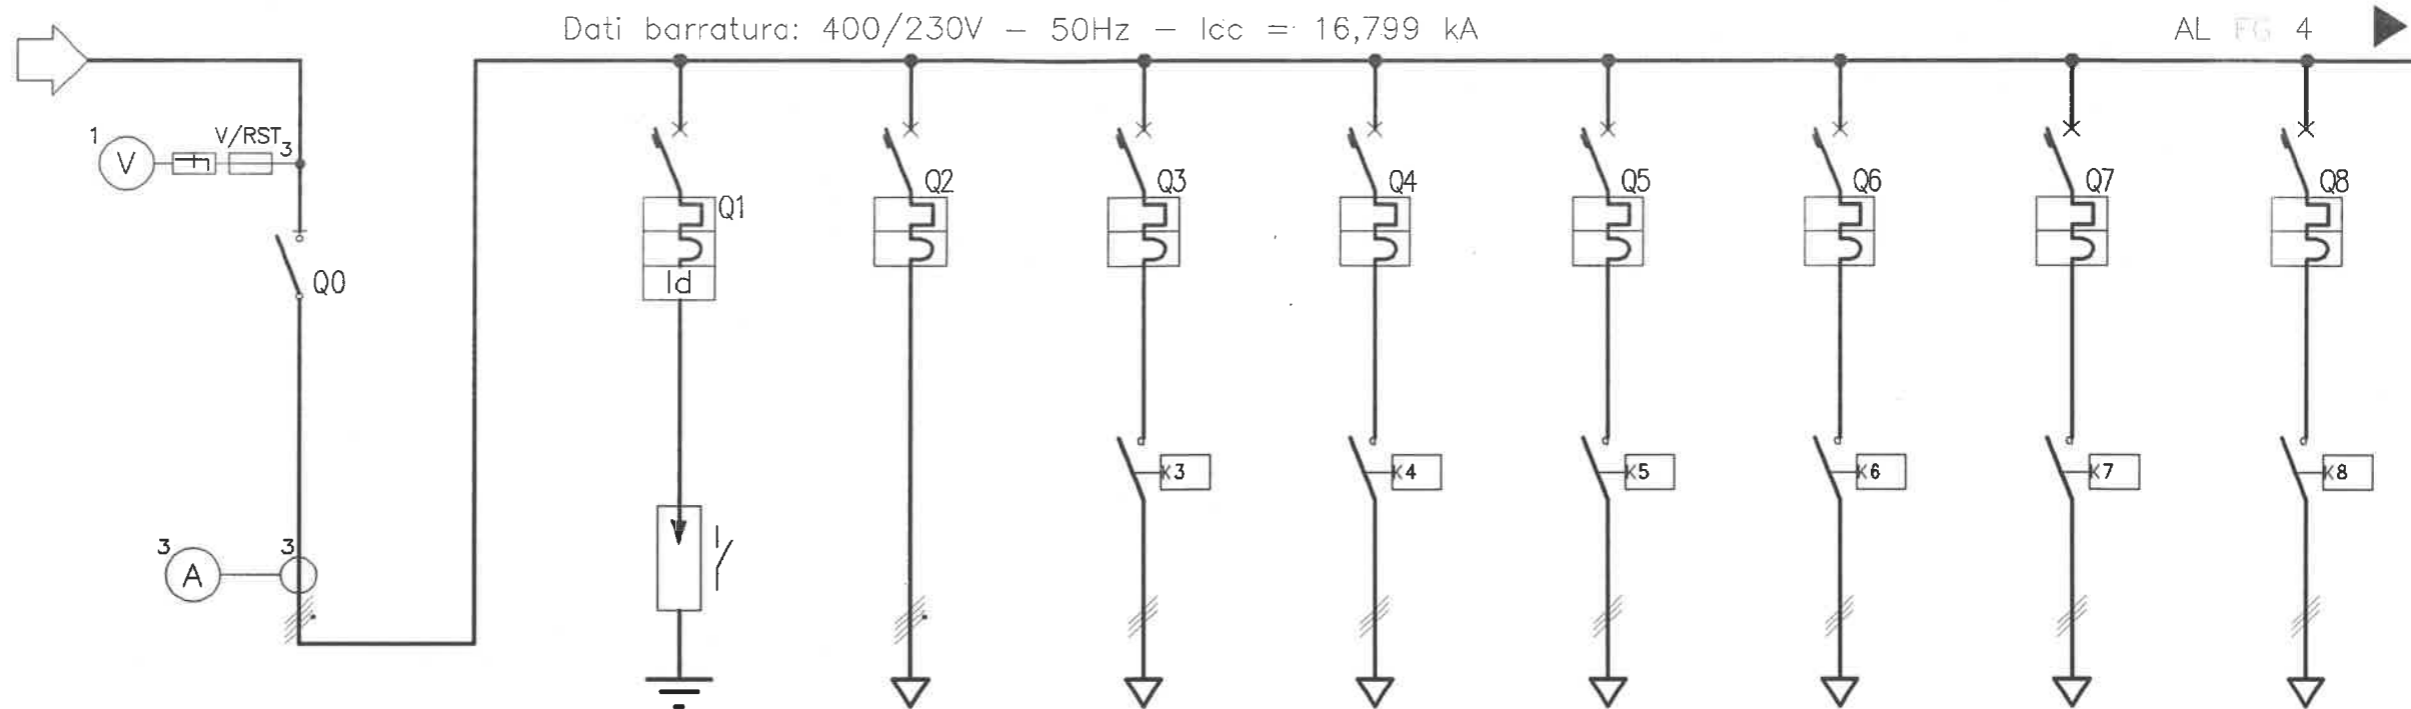 Dati barratura: 400/230V – 50Hz – Icc = 16,799 kA
AL FG 4
1
V
V/RST
3
Q0
3
A
3
Q1
Id
Q2
Q3
Q4
Q5
Q6
Q7
Q8
K3
K4
K5
K6
K7
K8